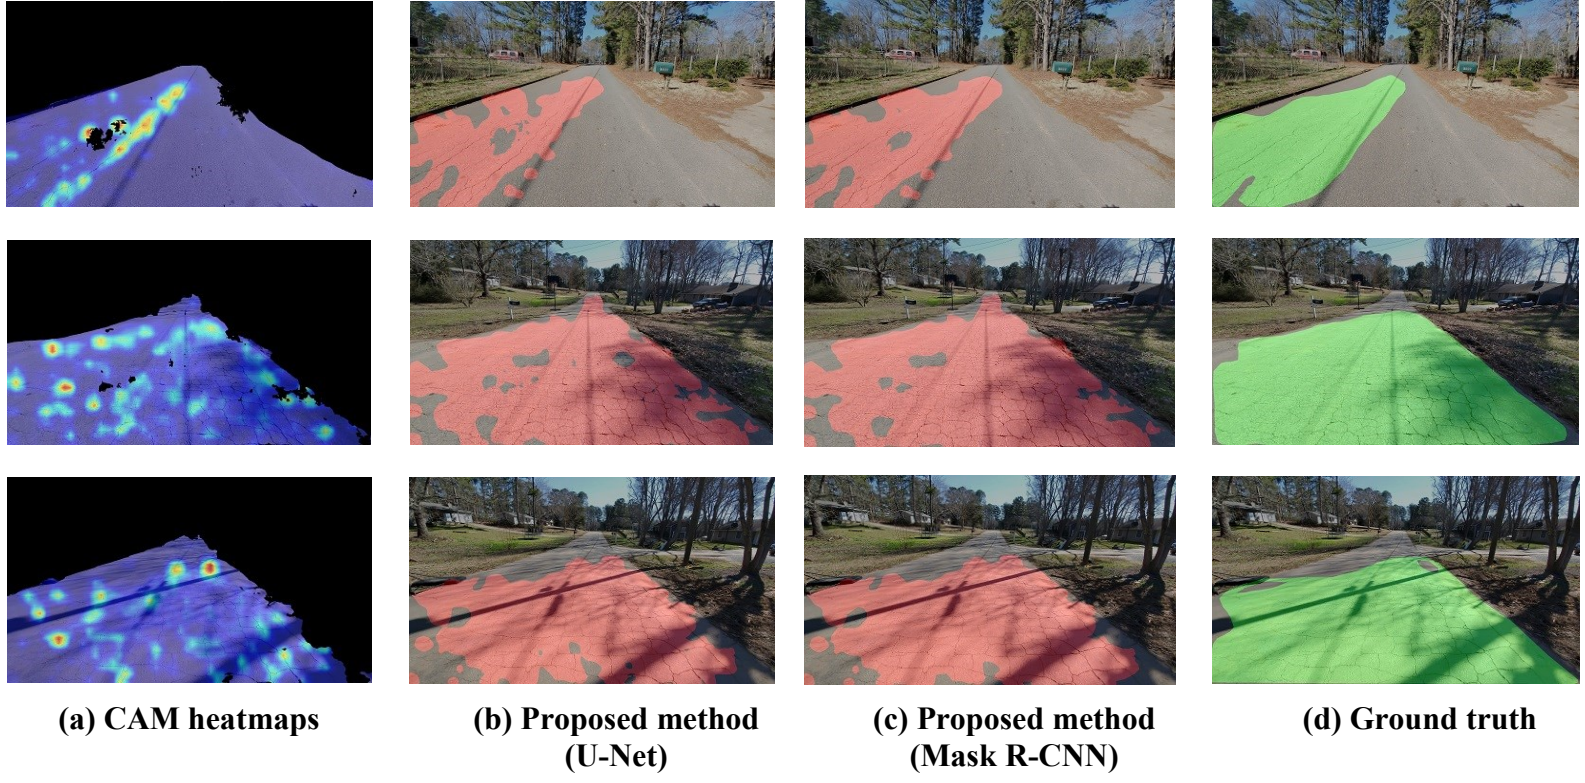 (a) CAM heatmaps
(b) Proposed method
(U-Net)
(c) Proposed method
(Mask R-CNN)
(d) Ground truth